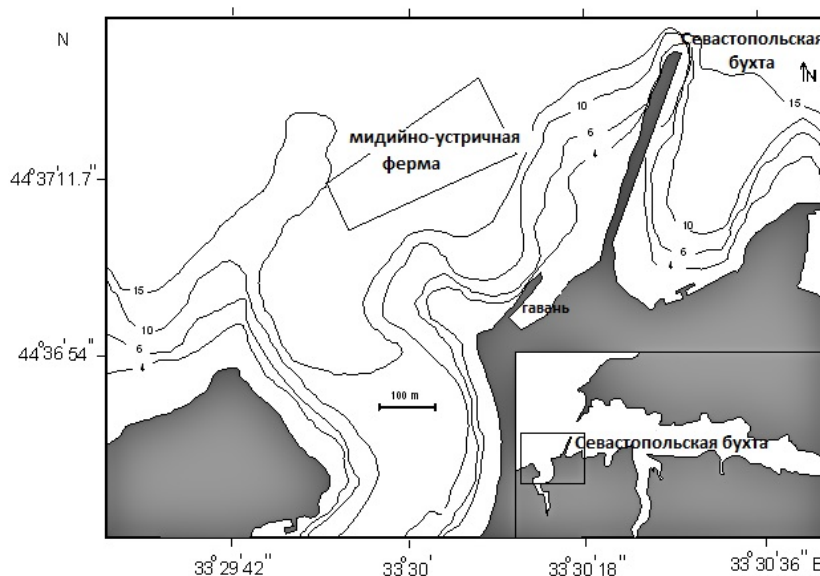 N
Севастопольская
бухта
N
15
10
6
4
мидийно-устричная
ферма
44°37'11.7"
10
6
4
15
10
6
4
15
гавань
44°36'54"
100 m
Севастопольская бухта
33°29'42" 33°30' 33°30'18" 33°30'36" E